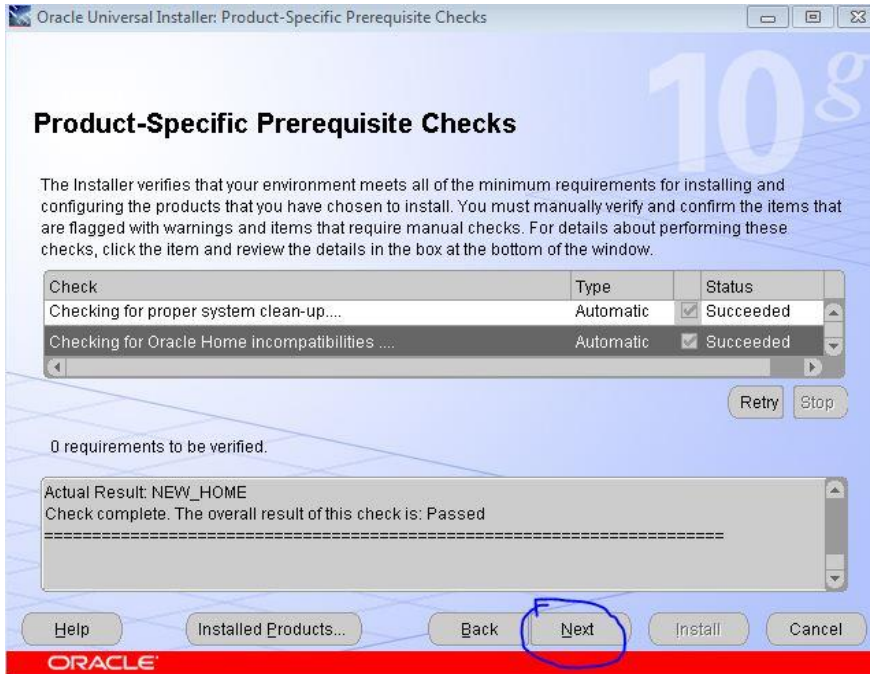 Oracle Universal Installer: Product-Specific Prerequisite Checks
10g
Product-Specific Prerequisite Checks
The Installer verifies that your environment meets all of the minimum requirements for installing and
configuring the products that you have chosen to install. You must manually verify and confirm the items that
are flagged with warnings and items that require manual checks. For details about performing these
checks, click the item and review the details in the box at the bottom of the window.
Check Type Status
Checking for proper system clean-up.... Automatic Succeeded
Checking for Oracle Home incompatibilities .... Automatic Succeeded
Retry Stop
0 requirements to be verified.
Actual Result: NEW_HOME
Check complete. The overall result of this check is: Passed
========================================================================
Help Installed Products... Back Next Install Cancel
ORACLE